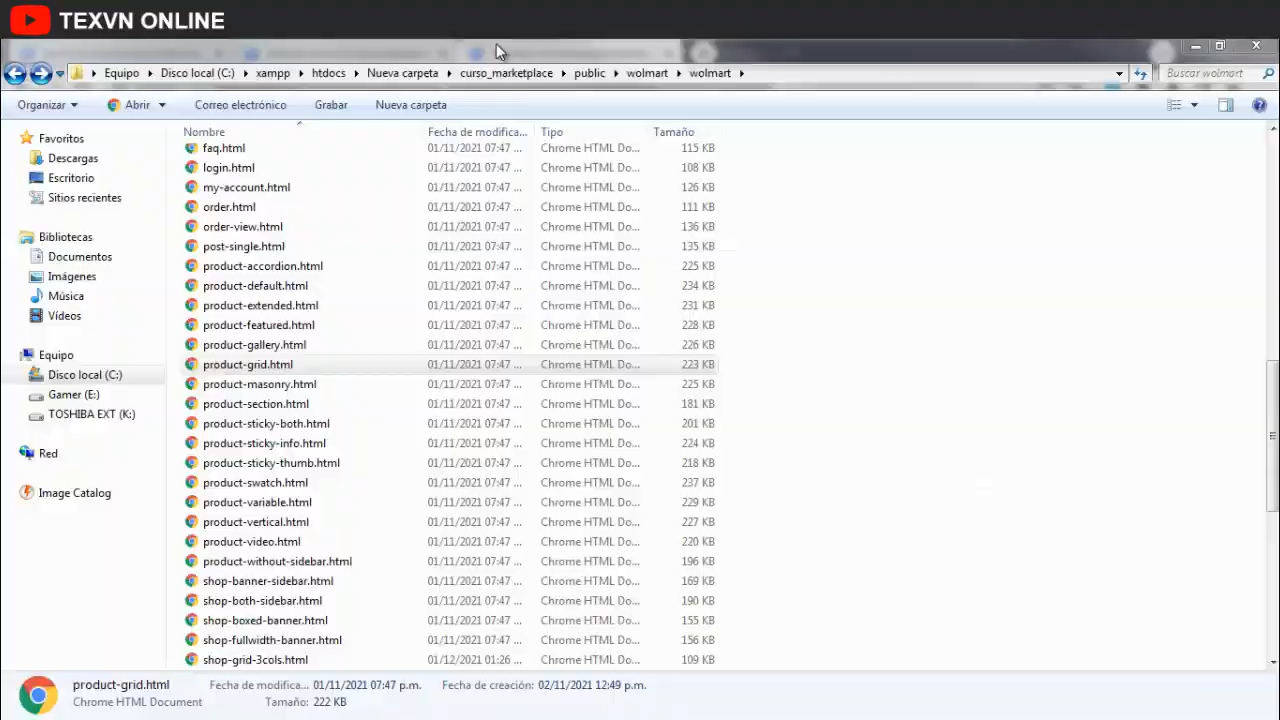 TEXVN ONLINE
Equipo Disco local (C:) xampp htdocs Nueva carpeta curso_marketplace public wolmart wolmart Buscar wolmart
Organizar Abrir Correo electrónico Grabar Nueva carpeta
Nombre Fecha de modifica... Tipo Tamaño
faq.html 01/11/2021 07:47 ... Chrome HTML Do... 115 KB
login.html 01/11/2021 07:47 ... Chrome HTML Do... 108 KB
my-account.html 01/11/2021 07:47 ... Chrome HTML Do... 126 KB
order.html 01/11/2021 07:47 ... Chrome HTML Do... 111 KB
order-view.html 01/11/2021 07:47 ... Chrome HTML Do... 136 KB
post-single.html 01/11/2021 07:47 ... Chrome HTML Do... 135 KB
product-accordion.html 01/11/2021 07:47 ... Chrome HTML Do... 225 KB
product-default.html 01/11/2021 07:47 ... Chrome HTML Do... 234 KB
product-extended.html 01/11/2021 07:47 ... Chrome HTML Do... 231 KB
product-featured.html 01/11/2021 07:47 ... Chrome HTML Do... 228 KB
product-gallery.html 01/11/2021 07:47 ... Chrome HTML Do... 226 KB
product-grid.html 01/11/2021 07:47 ... Chrome HTML Do... 223 KB
product-masonry.html 01/11/2021 07:47 ... Chrome HTML Do... 225 KB
product-section.html 01/11/2021 07:47 ... Chrome HTML Do... 181 KB
product-sticky-both.html 01/11/2021 07:47 ... Chrome HTML Do... 201 KB
product-sticky-info.html 01/11/2021 07:47 ... Chrome HTML Do... 224 KB
product-sticky-thumb.html 01/11/2021 07:47 ... Chrome HTML Do... 218 KB
product-swatch.html 01/11/2021 07:47 ... Chrome HTML Do... 237 KB
product-variable.html 01/11/2021 07:47 ... Chrome HTML Do... 229 KB
product-vertical.html 01/11/2021 07:47 ... Chrome HTML Do... 227 KB
product-video.html 01/11/2021 07:47 ... Chrome HTML Do... 220 KB
product-without-sidebar.html 01/11/2021 07:47 ... Chrome HTML Do... 196 KB
shop-banner-sidebar.html 01/11/2021 07:47 ... Chrome HTML Do... 169 KB
shop-both-sidebar.html 01/11/2021 07:47 ... Chrome HTML Do... 190 KB
shop-boxed-banner.html 01/11/2021 07:47 ... Chrome HTML Do... 155 KB
shop-fullwidth-banner.html 01/11/2021 07:47 ... Chrome HTML Do... 156 KB
shop-grid-3cols.html 01/12/2021 01:26 ... Chrome HTML Do... 109 KB
Favoritos
Descargas
Escritorio
Sitios recientes
Bibliotecas
Documentos
Imágenes
Música
Vídeos
Equipo
Disco local (C:)
Gamer (E:)
TOSHIBA EXT (K:)
Red
Image Catalog
product-grid.html Fecha de modifica... 01/11/2021 07:47 p.m. Fecha de creación: 02/11/2021 12:49 p.m.
Chrome HTML Document Tamaño: 222 KB